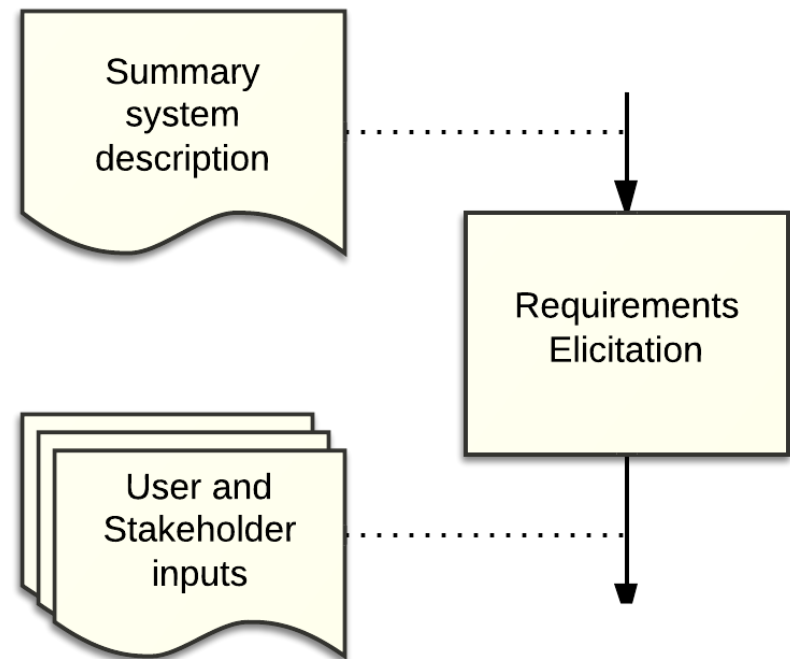 Summary
system
description
Requirements
Elicitation
User and
Stakeholder
inputs